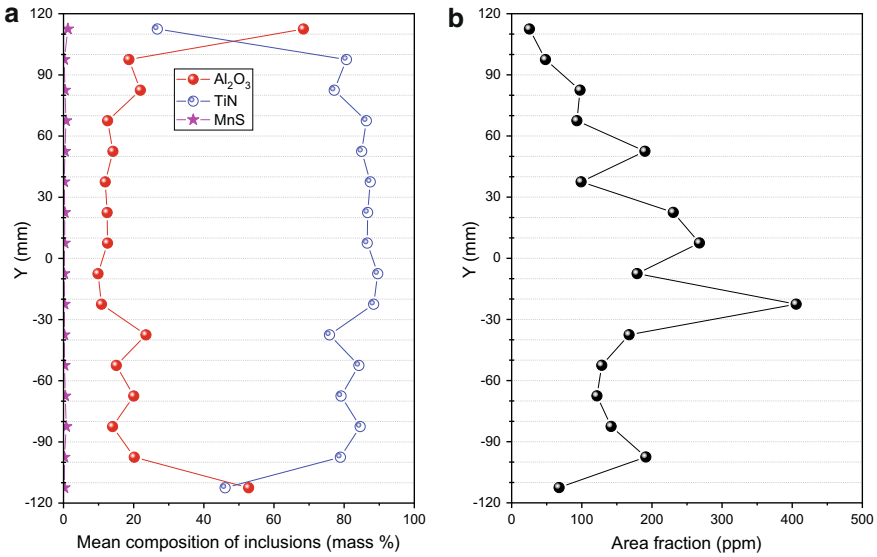 a
120
90
60
30
0
-30
-60
-90
-120
Y (mm)
Al₂O₃
TiN
MnS
0 20 40 60 80 100
Mean composition of inclusions (mass %)
b
120
90
60
30
0
-30
-60
-90
-120
Y (mm)
0 100 200 300 400 500
Area fraction (ppm)